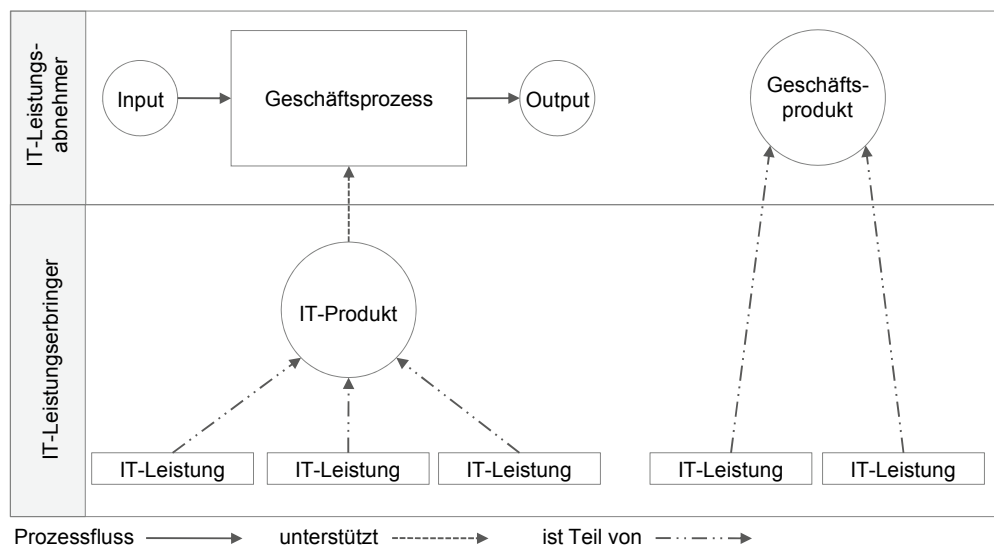 IT-Leistungs-
abnehmer
Input
Geschäftsprozess
Output
Geschäfts-
produkt
IT-Leistungserbringer
IT-Produkt
IT-Leistung
IT-Leistung
IT-Leistung
IT-Leistung
IT-Leistung
Prozessfluss
unterstützt
ist Teil von